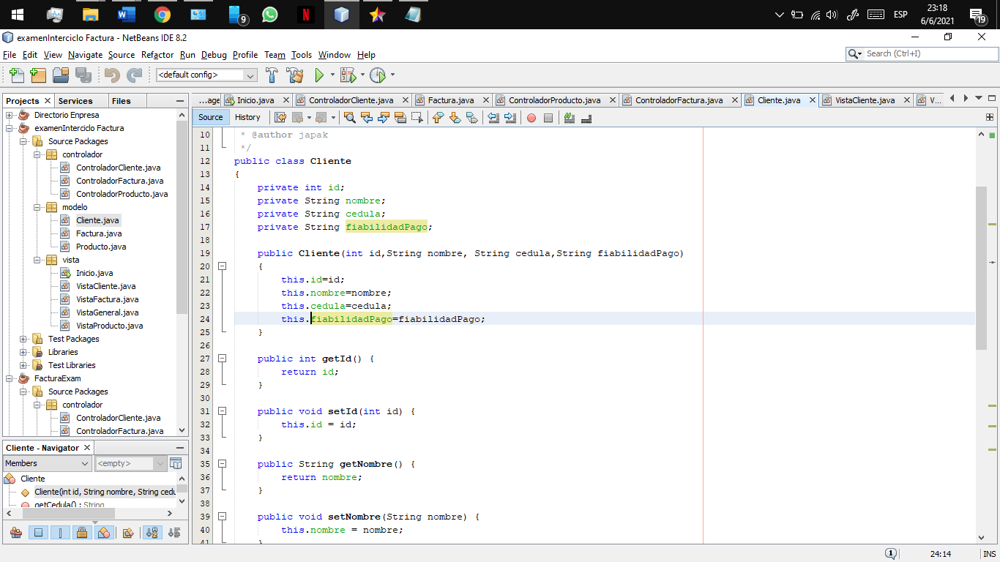 9
ESP
23:18
6/6/2021
19
examenInterciclo Factura - NetBeans IDE 8.2
File Edit View Navigate Source Refactor Run Debug Profile Team Tools Window Help
Search (Ctrl+I)
<default config>
Projects Services Files
...age Inicio.java ControladorCliente.java Factura.java ControladorProducto.java ControladorFactura.java Cliente.java VistaCliente.java V...
Source History
Directorio Enpresa
examenInterciclo Factura
Source Packages
controlador
ControladorCliente.java
ControladorFactura.java
ControladorProducto.java
modelo
Cliente.java
Factura.java
Producto.java
vista
Inicio.java
VistaCliente.java
VistaFactura.java
VistaGeneral.java
VistaProducto.java
Test Packages
Libraries
Test Libraries
FacturaExam
Source Packages
controlador
ControladorCliente.java
ControladorFactura.java
Cliente - Navigator
Members <empty>
Cliente
Cliente(int id, String nombre, String cedu
getCedula() : String
10 * @author japak
11 */
12 public class Cliente
13 {
14 private int id;
15 private String nombre;
16 private String cedula;
17 private String fiabilidadPago;
18
19 public Cliente(int id,String nombre, String cedula,String fiabilidadPago)
20 {
21 this.id=id;
22 this.nombre=nombre;
23 this.cedula=cedula;
24 this.fiabilidadPago=fiabilidadPago;
25 }
26
27 public int getId() {
28 return id;
29 }
30
31 public void setId(int id) {
32 this.id = id;
33 }
34
35 public String getNombre() {
36 return nombre;
37 }
38
39 public void setNombre(String nombre) {
40 this.nombre = nombre;
41 }
1
24:14
INS